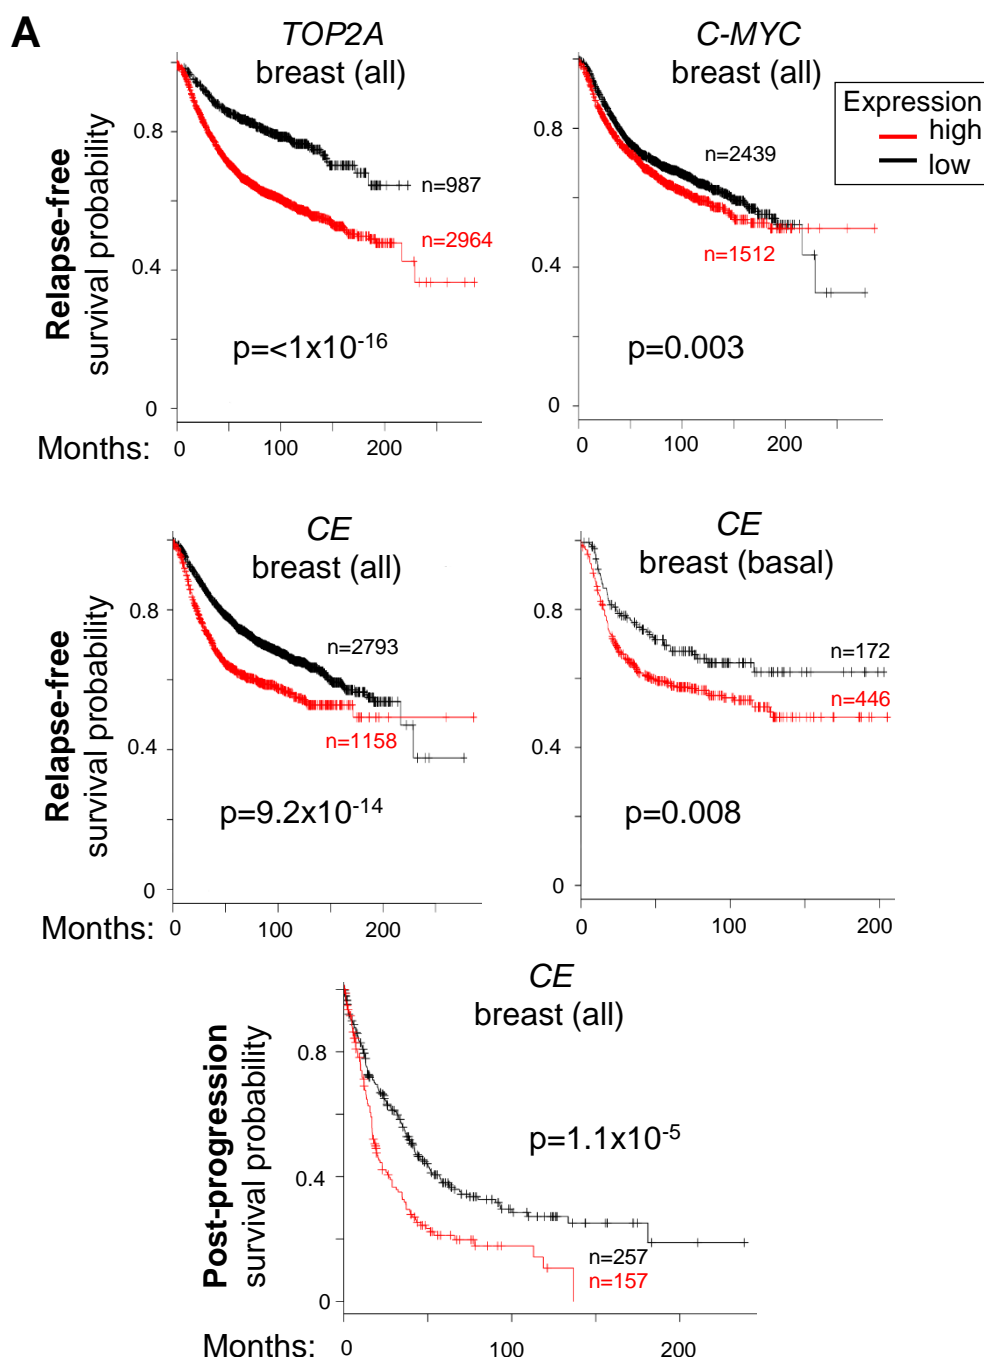 A
TOP2A
breast (all)
C-MYC
breast (all)
Expression
high
low
Relapse-free
survival probability
0.8
0.4
0
n=987
n=2964
p=<1x10-16
0.8
0.4
0
n=2439
n=1512
p=0.003
Months: 0 100 200
0 100 200
CE
breast (all)
CE
breast (basal)
Relapse-free
survival probability
0.8
0.4
0
n=2793
n=1158
p=9.2x10-14
0.8
0.4
0
n=172
n=446
p=0.008
Months: 0 100 200
0 100 200
CE
breast (all)
Post-progression
survival probability
0.8
0.4
0
p=1.1x10-5
n=257
n=157
Months: 0 100 200